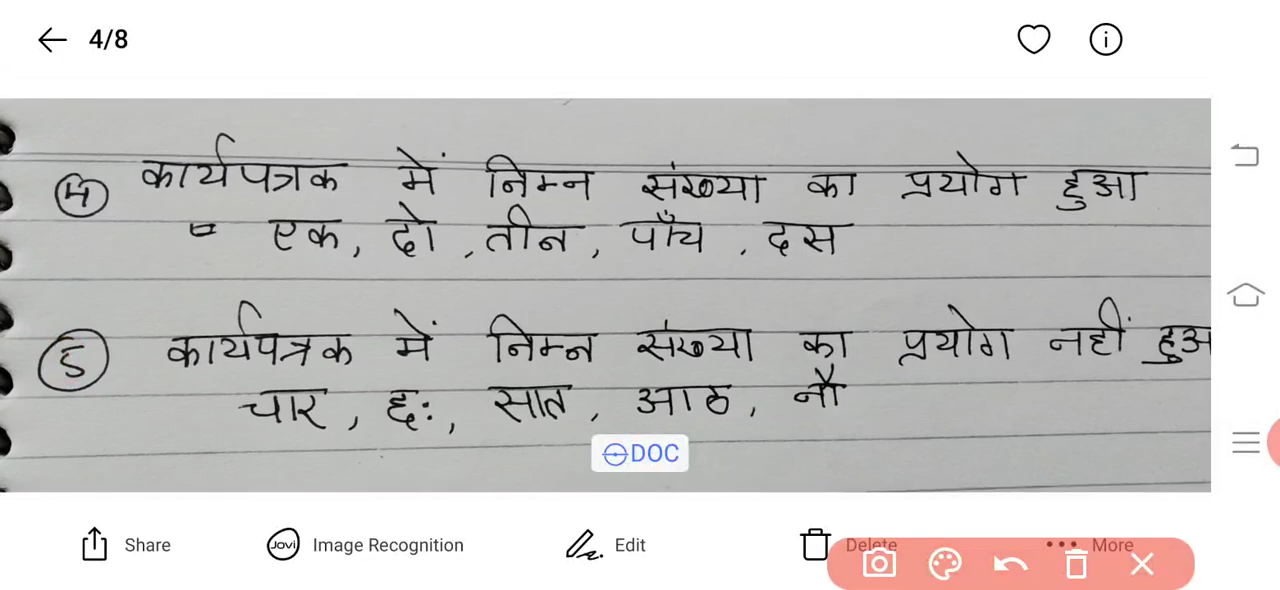 4/8
④ कार्यपत्रक में निम्न संख्या का प्रयोग हुआ
एक, दो, तीन, पाँच, दस
⑤ कार्यपत्रक में निम्न संख्या का प्रयोग नहीं हुअ
चार, छः, सात, आठ, नौ
DOC
Share Jovi Image Recognition Edit Delete More